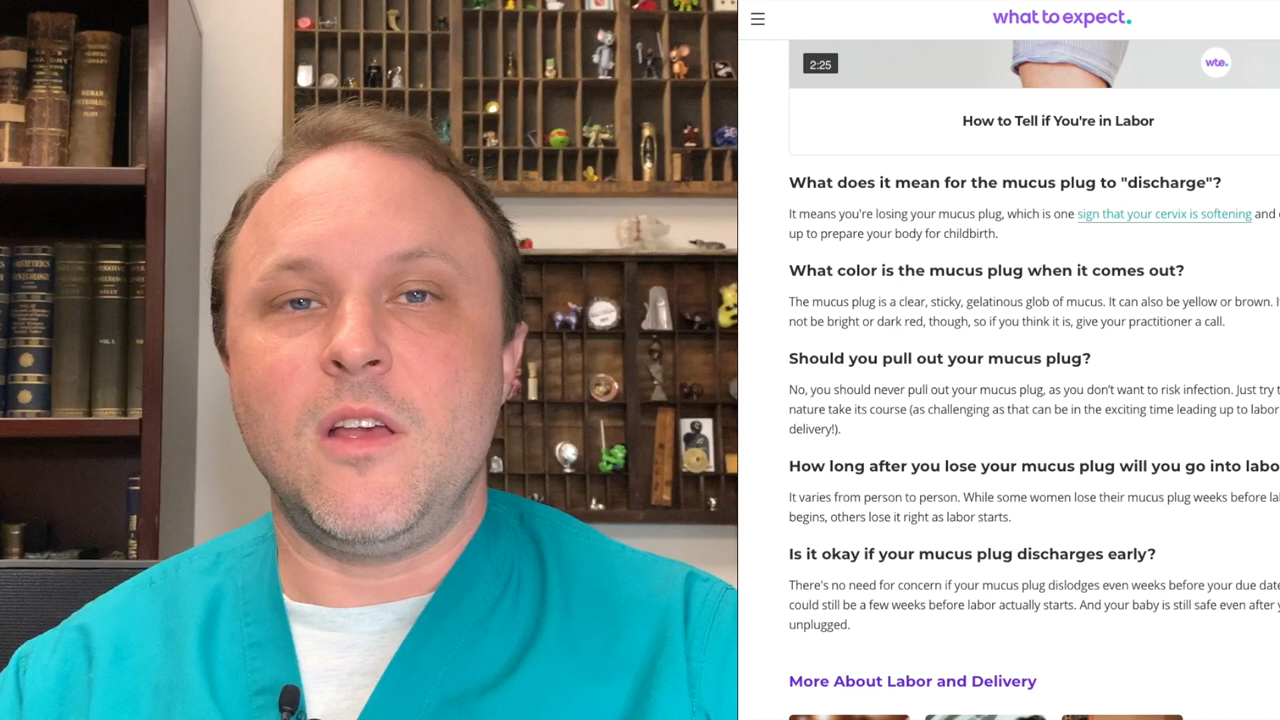 OBSTETRICS
GYNECOLOGY
VOL. I.
what to expect.
2:25
wte.
How to Tell if You're in Labor
What does it mean for the mucus plug to "discharge"?
It means you're losing your mucus plug, which is one sign that your cervix is softening and
up to prepare your body for childbirth.
What color is the mucus plug when it comes out?
The mucus plug is a clear, sticky, gelatinous glob of mucus. It can also be yellow or brown.
not be bright or dark red, though, so if you think it is, give your practitioner a call.
Should you pull out your mucus plug?
No, you should never pull out your mucus plug, as you don't want to risk infection. Just try
nature take its course (as challenging as that can be in the exciting time leading up to labor
delivery!).
How long after you lose your mucus plug will you go into labo
It varies from person to person. While some women lose their mucus plug weeks before la
begins, others lose it right as labor starts.
Is it okay if your mucus plug discharges early?
There's no need for concern if your mucus plug dislodges even weeks before your due date
could still be a few weeks before labor actually starts. And your baby is still safe even after
unplugged.
More About Labor and Delivery